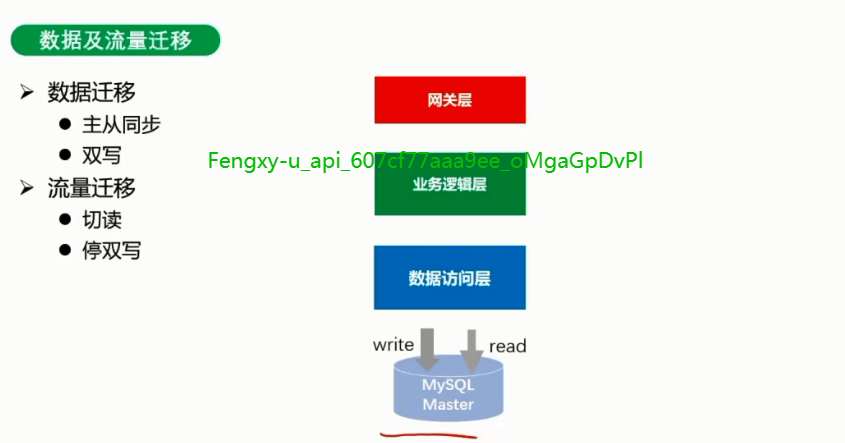 数据及流量迁移
数据迁移
主从同步
双写
流量迁移
切读
停双写
网关层
Fengxy-u_api_607cf77aaa9ee_oMgaGpDvPl
业务逻辑层
数据访问层
write
read
MySQL
Master